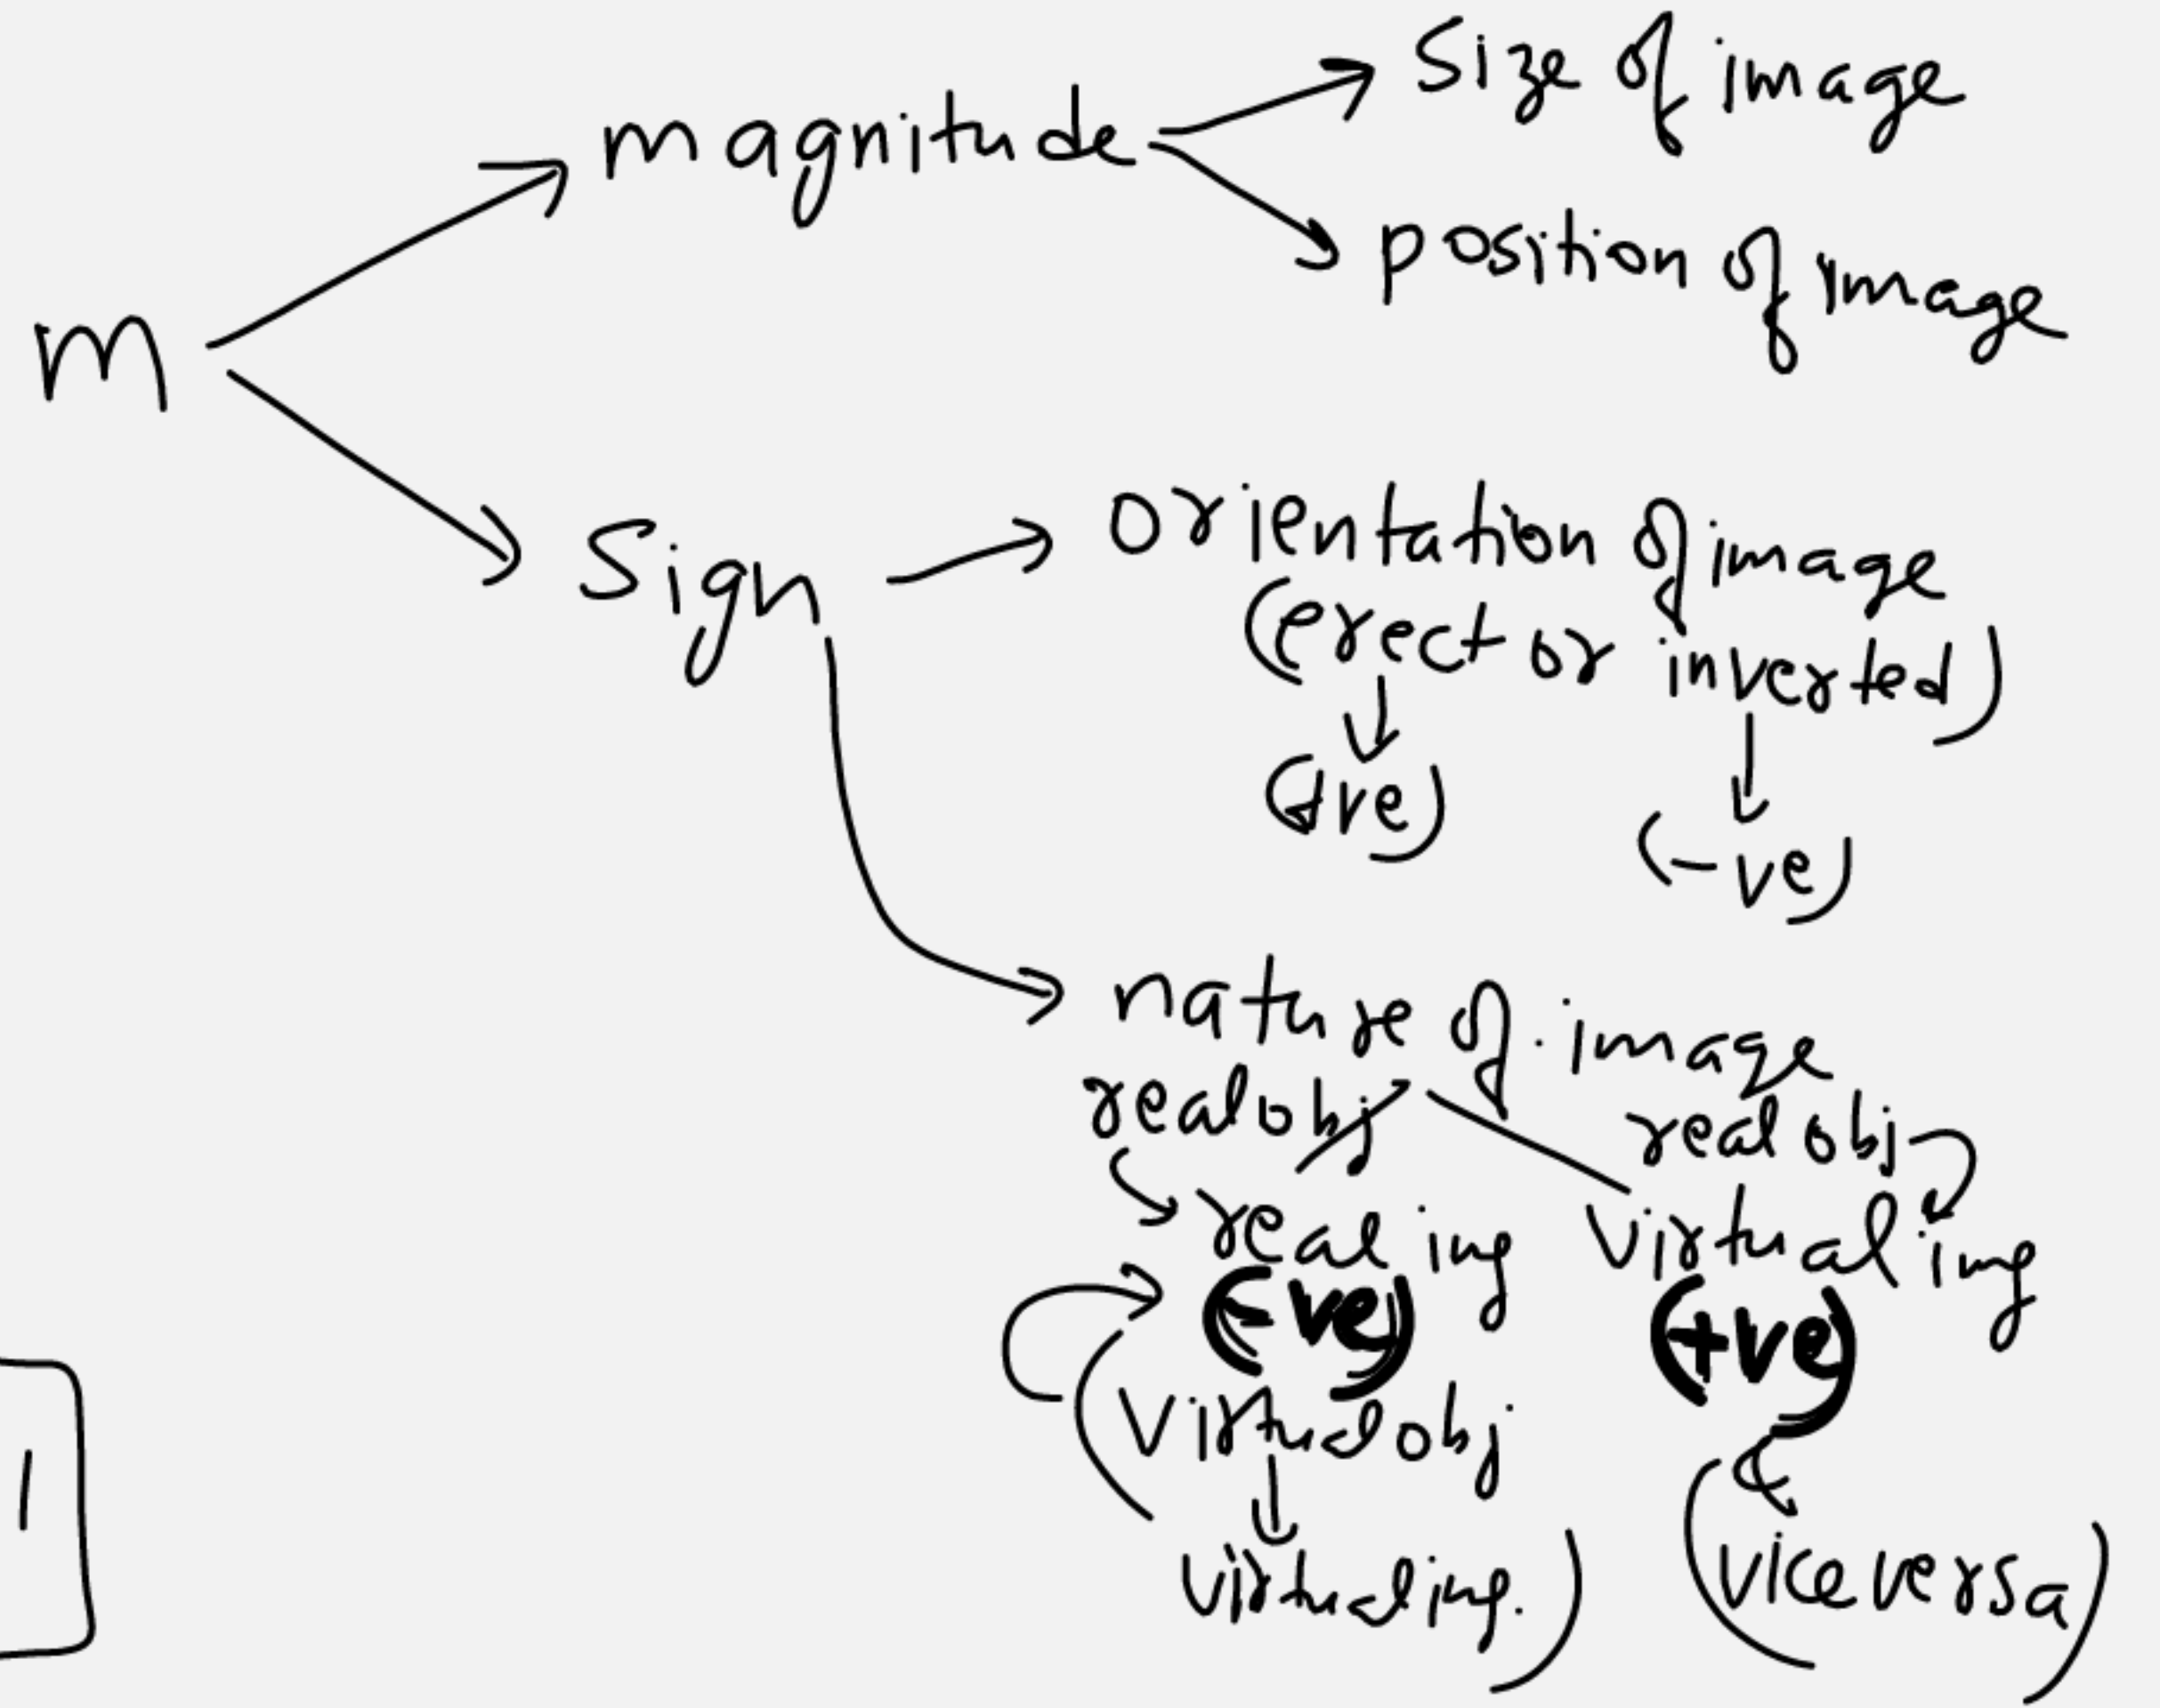 size of image
magnitude
position of image
m
orientation of image
sign
(erect or inverted)
(+ve)
(-ve)
nature of image
real obj
real obj
real img
virtual img
(-ve)
(+ve)
(virtual obj
virtual img.)
(vice versa)
1